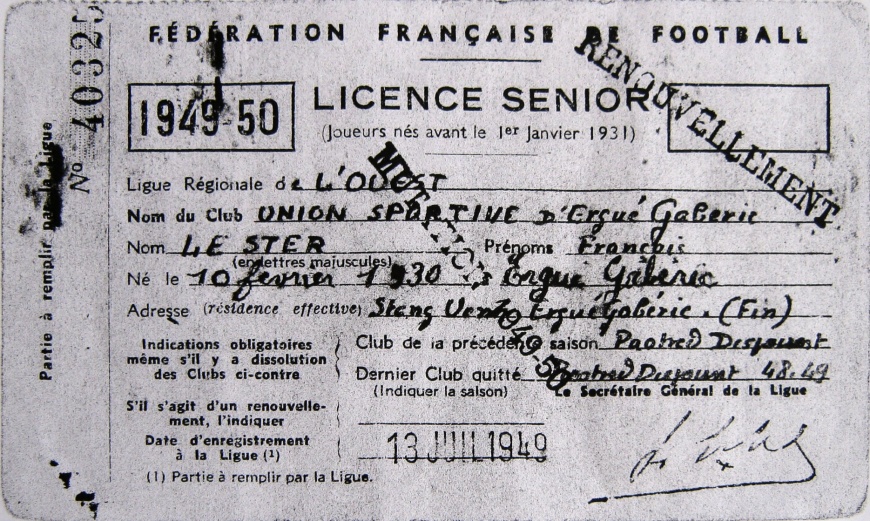 FÉDÉRATION FRANÇAISE DE FOOTBALL
RENOUVELLEMENT
1949-50
LICENCE SENIOR
(Joueurs nés avant le 1er Janvier 1931)
Partie à remplir par la Ligue
No 40325
Ligue Régionale de L'OUEST
Nom du Club UNION SPORTIVE D'Ergué Gabéric
Nom LE STER Prénoms François
(en lettres majuscules)
Né le 10 février 1930 à Ergué Gabéric
Adresse (résidence effective) Stang Venn Ergué Gabéric. (Fin)
Indications obligatoires
même s'il y a dissolution
des Clubs ci-contre
Club de la précédente saison Paotred Dispount
Dernier Club quitté Paotred Dispount 48.49
(Indiquer la saison)
Le Secrétaire Général de la Ligue
S'il s'agit d'un renouvelle-
ment, l'indiquer
Date d'enregistrement
à la Ligue (1)
13 JUIL 1949
(1) Partie à remplir par la Ligue.